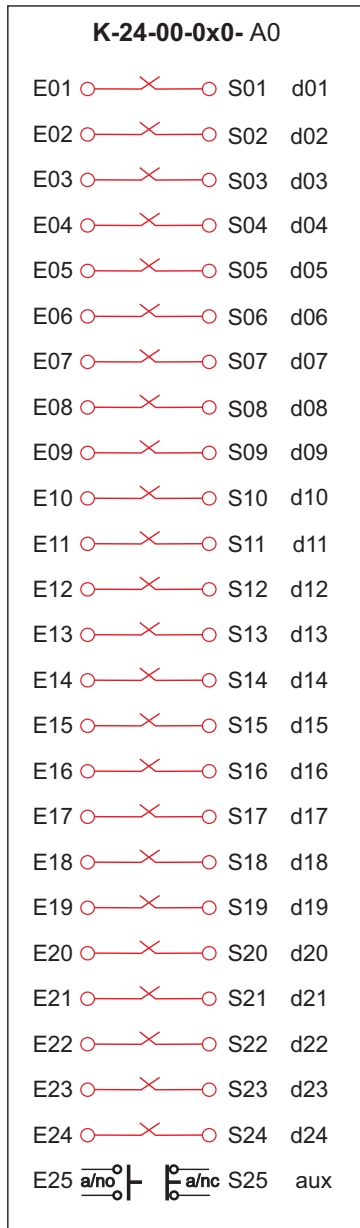 K-24-00-0x0- A0
E01 S01 d01
E02 S02 d02
E03 S03 d03
E04 S04 d04
E05 S05 d05
E06 S06 d06
E07 S07 d07
E08 S08 d08
E09 S09 d09
E10 S10 d10
E11 S11 d11
E12 S12 d12
E13 S13 d13
E14 S14 d14
E15 S15 d15
E16 S16 d16
E17 S17 d17
E18 S18 d18
E19 S19 d19
E20 S20 d20
E21 S21 d21
E22 S22 d22
E23 S23 d23
E24 S24 d24
E25 a/no a/nc S25 aux